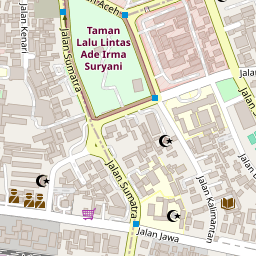 Jalan Aceh
Taman
Lalu Lintas
Ade Irma
Suryani
Jalan Kenari
Jalan Sumatra
Jalan Sumatra
Jalan Kalimantan
Jalan Jawa